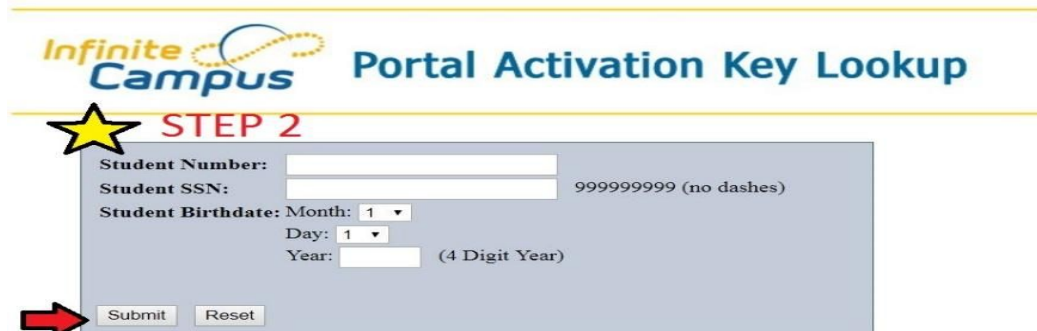 Infinite Campus Portal Activation Key Lookup
STEP 2
Student Number:
Student SSN: 999999999 (no dashes)
Student Birthdate: Month: 1
Day: 1
Year: (4 Digit Year)
Submit Reset